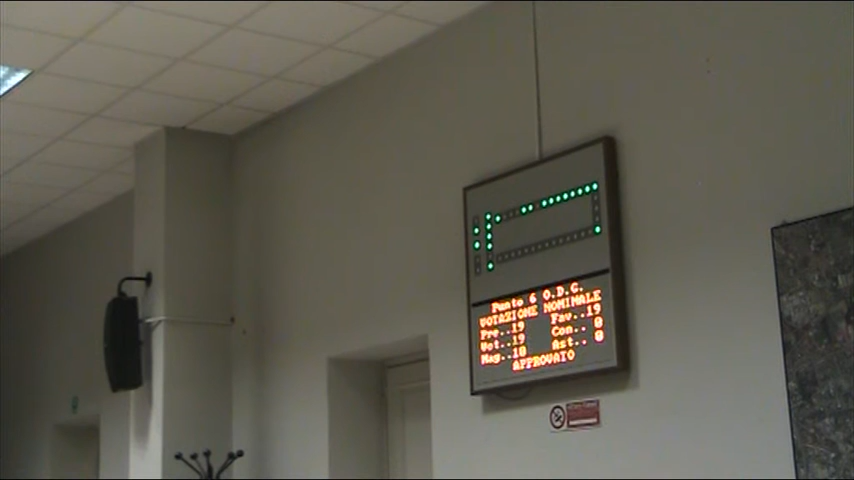 Punto 6 O.D.G.
VOTAZIONE NOMINALE
Pre..19 Fav..19
Vot..19 Con.. 0
Mag..10 Ast.. 0
APPROVATO